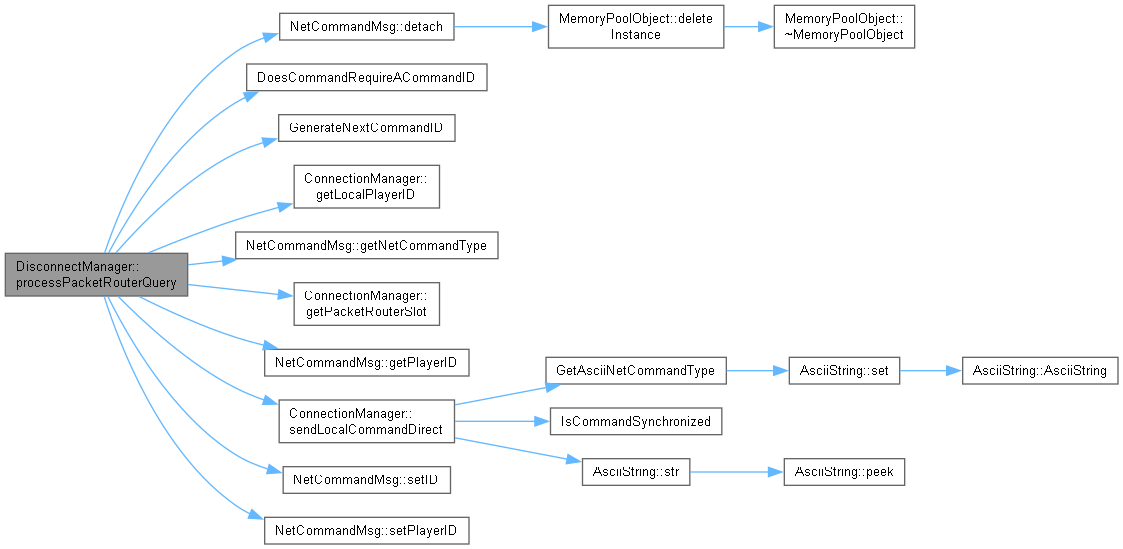 NetCommandMsg::detach
MemoryPoolObject::delete
Instance
MemoryPoolObject::
~MemoryPoolObject
DoesCommandRequireACommandID
GenerateNextCommandID
ConnectionManager::
getLocalPlayerID
NetCommandMsg::getNetCommandType
DisconnectManager::
processPacketRouterQuery
ConnectionManager::
getPacketRouterSlot
NetCommandMsg::getPlayerID
GetAsciiNetCommandType
AsciiString::set
AsciiString::AsciiString
ConnectionManager::
sendLocalCommandDirect
IsCommandSynchronized
AsciiString::str
AsciiString::peek
NetCommandMsg::setID
NetCommandMsg::setPlayerID